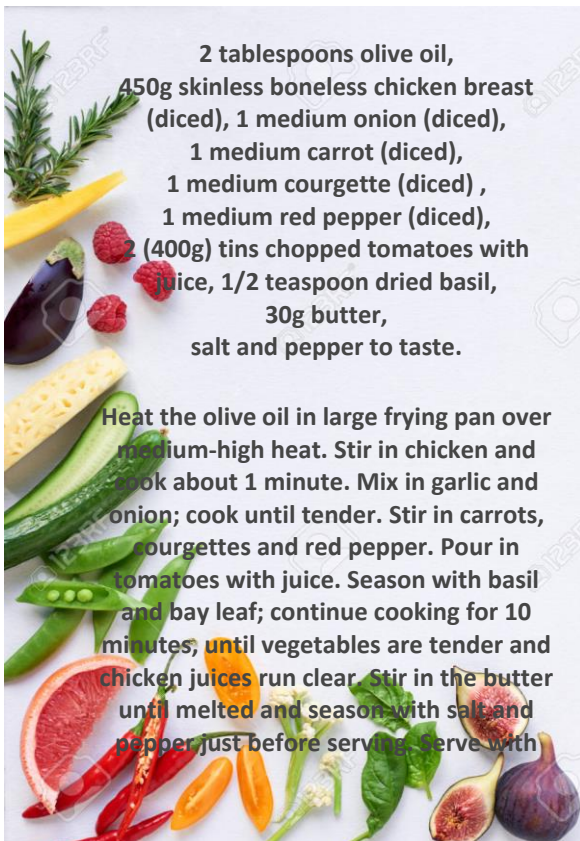 2 tablespoons olive oil,
450g skinless boneless chicken breast
(diced), 1 medium onion (diced),
1 medium carrot (diced),
1 medium courgette (diced) ,
1 medium red pepper (diced),
2 (400g) tins chopped tomatoes with
juice, 1/2 teaspoon dried basil,
30g butter,
salt and pepper to taste.
Heat the olive oil in large frying pan over
medium-high heat. Stir in chicken and
cook about 1 minute. Mix in garlic and
onion; cook until tender. Stir in carrots,
courgettes and red pepper. Pour in
tomatoes with juice. Season with basil
and bay leaf; continue cooking for 10
minutes, until vegetables are tender and
chicken juices run clear. Stir in the butter
until melted and season with salt and
pepper just before serving. Serve with
123RF